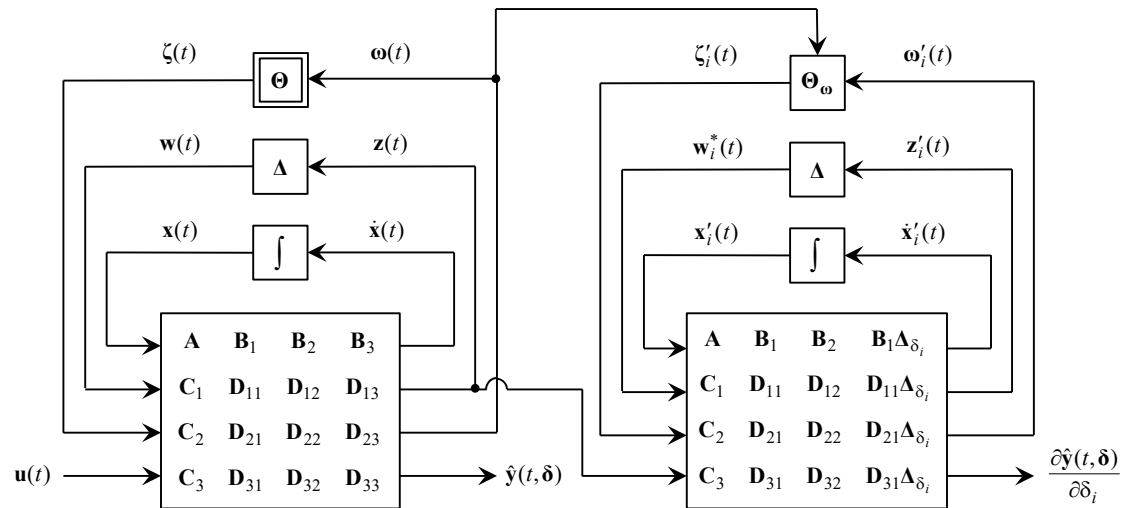 ζ(t) ω(t) ζ′ᵢ(t) ω′ᵢ(t)
Θ Θ_ω
w(t) z(t) w*ᵢ(t) z′ᵢ(t)
Δ Δ
x(t) ẋ(t) x′ᵢ(t) ẋ′ᵢ(t)
∫ ∫
A B₁ B₂ B₃ A B₁ B₂ B₁Δ_δᵢ
C₁ D₁₁ D₁₂ D₁₃ C₁ D₁₁ D₁₂ D₁₁Δ_δᵢ
C₂ D₂₁ D₂₂ D₂₃ C₂ D₂₁ D₂₂ D₂₁Δ_δᵢ
u(t) C₃ D₃₁ D₃₂ D₃₃ ŷ(t, δ) C₃ D₃₁ D₃₂ D₃₁Δ_δᵢ ∂ŷ(t, δ)/∂δᵢ